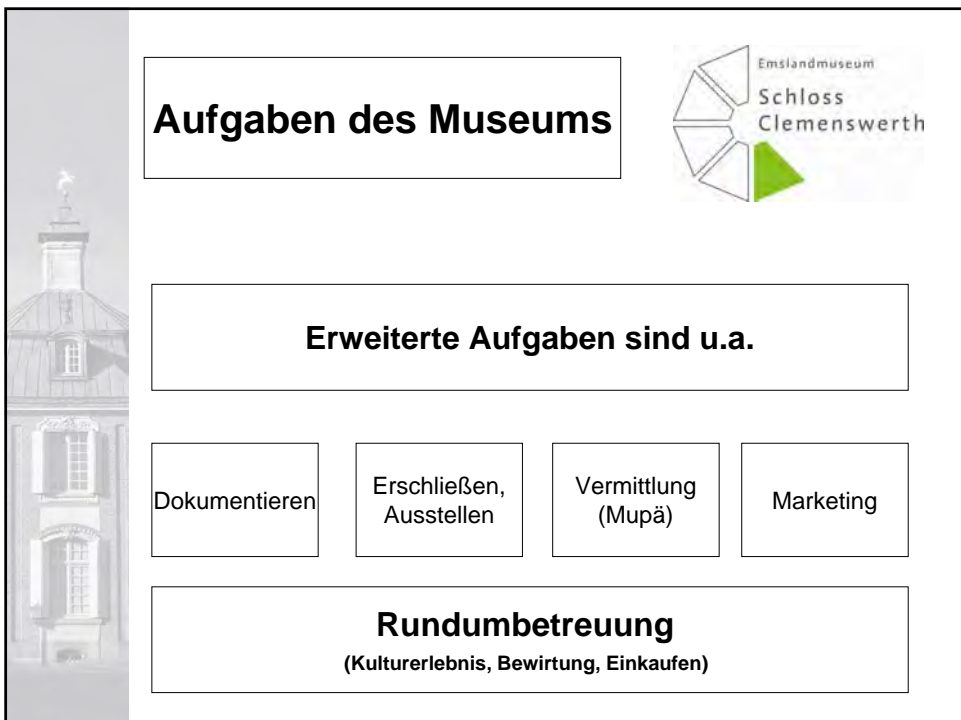 Aufgaben des Museums
Emslandmuseum
Schloss
Clemenswerth
Erweiterte Aufgaben sind u.a.
Dokumentieren
Erschließen,
Ausstellen
Vermittlung
(Mupä)
Marketing
Rundumbetreuung
(Kulturerlebnis, Bewirtung, Einkaufen)